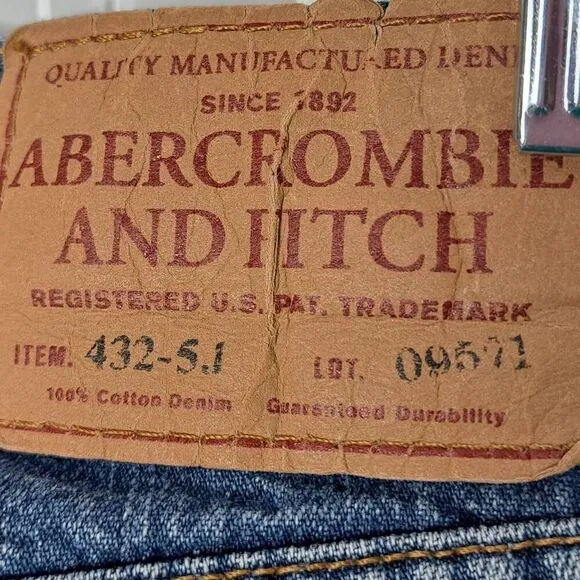 QUALITY MANUFACTURED DENI
SINCE 1892
ABERCROMBIE
AND FITCH
REGISTERED U.S. PAT. TRADEMARK
ITEM. 432-5J LOT. 09571
100% Cotton Denim Guaranteed Durability